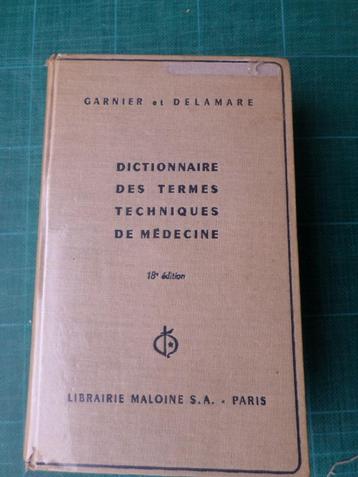 GARNIER et DELAMARE
DICTIONNAIRE
DES TERMES
TECHNIQUES
DE MÉDECINE
18e édition
LIBRAIRIE MALOINE S.A. - PARIS